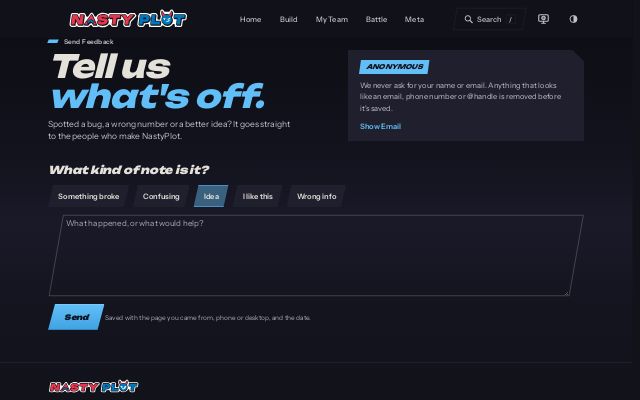 NASTY PLOT
Home
Build
My Team
Battle
Meta
Search /
Send Feedback
Tell us
what's off.
Spotted a bug, a wrong number or a better idea? It goes straight
to the people who make NastyPlot.
ANONYMOUS
We never ask for your name or email. Anything that looks
like an email, phone number or @handle is removed before
it's saved.
Show Email
What kind of note is it?
Something broke
Confusing
Idea
I like this
Wrong info
What happened, or what would help?
Send
Saved with the page you came from, phone or desktop, and the date.
NASTY PLOT